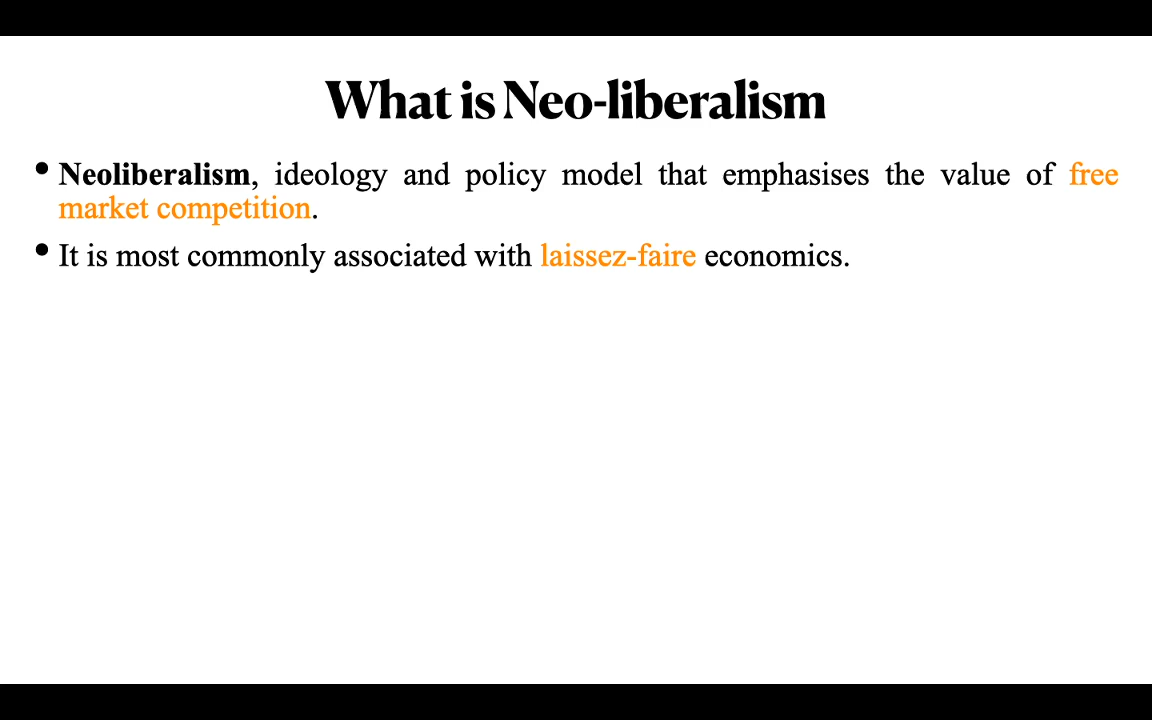 What is Neo-liberalism
• Neoliberalism, ideology and policy model that emphasises the value of free
market competition.
• It is most commonly associated with laissez-faire economics.